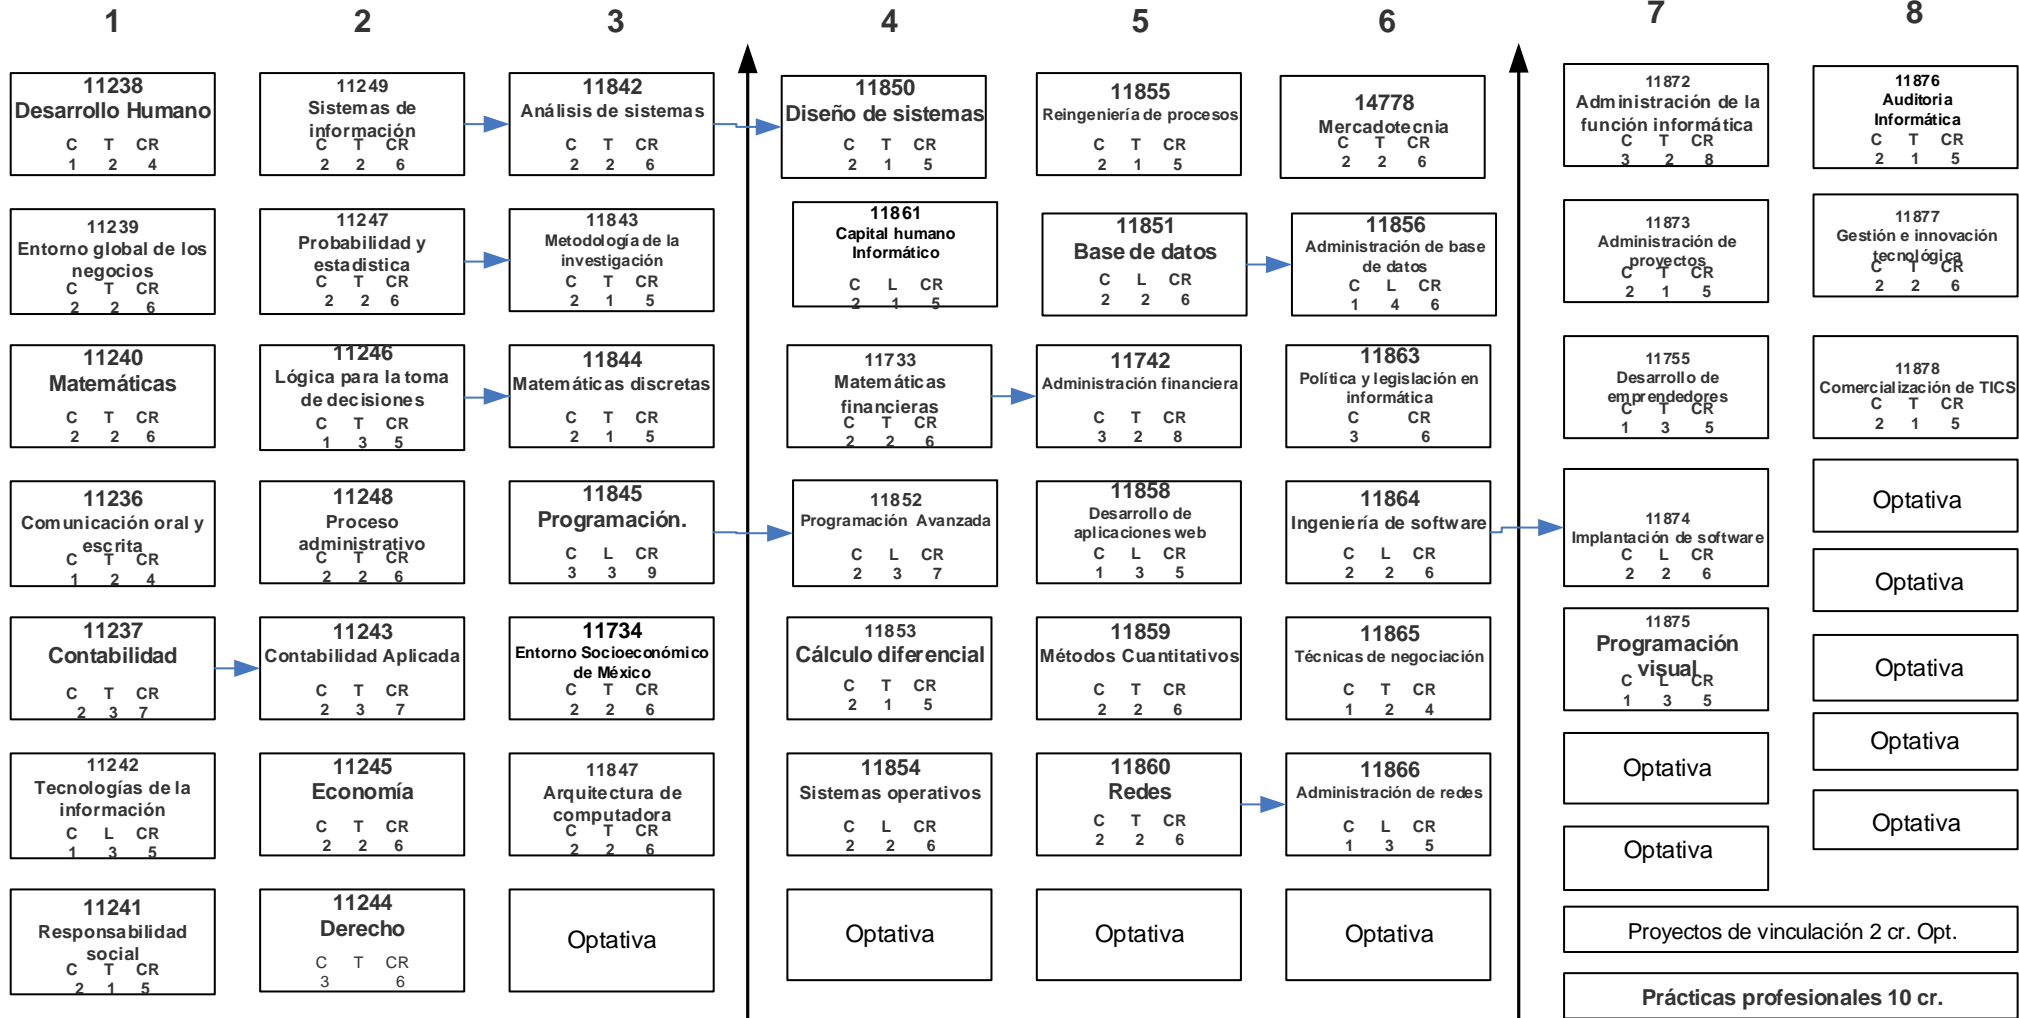 1
2
3
4
5
6
7
8
11238
Desarrollo Humano
C T CR
1 2 4
11239
Entorno global de los
negocios
C T CR
2 2 6
11240
Matemáticas
C T CR
2 2 6
11236
Comunicación oral y
escrita
C T CR
1 2 4
11237
Contabilidad
C T CR
2 3 7
11242
Tecnologías de la
información
C L CR
1 3 5
11241
Responsabilidad
social
C T CR
2 1 5
11249
Sistemas de
información
C T CR
2 2 6
11247
Probabilidad y
estadistica
C T CR
2 2 6
11246
Lógica para la toma
de decisiones
C T CR
1 3 5
11248
Proceso
administrativo
C T CR
2 2 6
11243
Contabilidad Aplicada
C T CR
2 3 7
11245
Economía
C T CR
2 2 6
11244
Derecho
C T CR
3 6
11842
Análisis de sistemas
C T CR
2 2 6
11843
Metodología de la
investigación
C T CR
2 1 5
11844
Matemáticas discretas
C T CR
2 1 5
11845
Programación.
C L CR
3 3 9
11734
Entorno Socioeconómico
de México
C T CR
2 2 6
11847
Arquitectura de
computadora
C T CR
2 2 6
Optativa
11850
Diseño de sistemas
C T CR
2 1 5
11861
Capital humano
Informático
C L CR
2 1 5
11733
Matemáticas
financieras
C T CR
2 2 6
11852
Programación Avanzada
C L CR
2 3 7
11853
Cálculo diferencial
C T CR
2 1 5
11854
Sistemas operativos
C L CR
2 2 6
Optativa
11855
Reingeniería de procesos
C T CR
2 1 5
11851
Base de datos
C L CR
2 2 6
11742
Administración financiera
C T CR
3 2 8
11858
Desarrollo de
aplicaciones web
C L CR
1 3 5
11859
Métodos Cuantitativos
C T CR
2 2 6
11860
Redes
C T CR
2 2 6
Optativa
14778
Mercadotecnia
C T CR
2 2 6
11856
Administración de base
de datos
C L CR
1 4 6
11863
Política y legislación en
informática
C CR
3 6
11864
Ingeniería de software
C L CR
2 2 6
11865
Técnicas de negociación
C T CR
1 2 4
11866
Administración de redes
C L CR
1 3 5
Optativa
11872
Administración de la
función informática
C T CR
3 2 8
11873
Administración de
proyectos
C T CR
2 1 5
11755
Desarrollo de
emprendedores
C T CR
1 3 5
11874
Implantación de software
C L CR
2 2 6
11875
Programación
visual
C L CR
1 3 5
Optativa
Optativa
11876
Auditoria
Informática
C T CR
2 1 5
11877
Gestión e innovación
tecnológica
C T CR
2 2 6
11878
Comercialización de TICS
C T CR
2 1 5
Optativa
Optativa
Optativa
Optativa
Optativa
Proyectos de vinculación 2 cr. Opt.
Prácticas profesionales 10 cr.